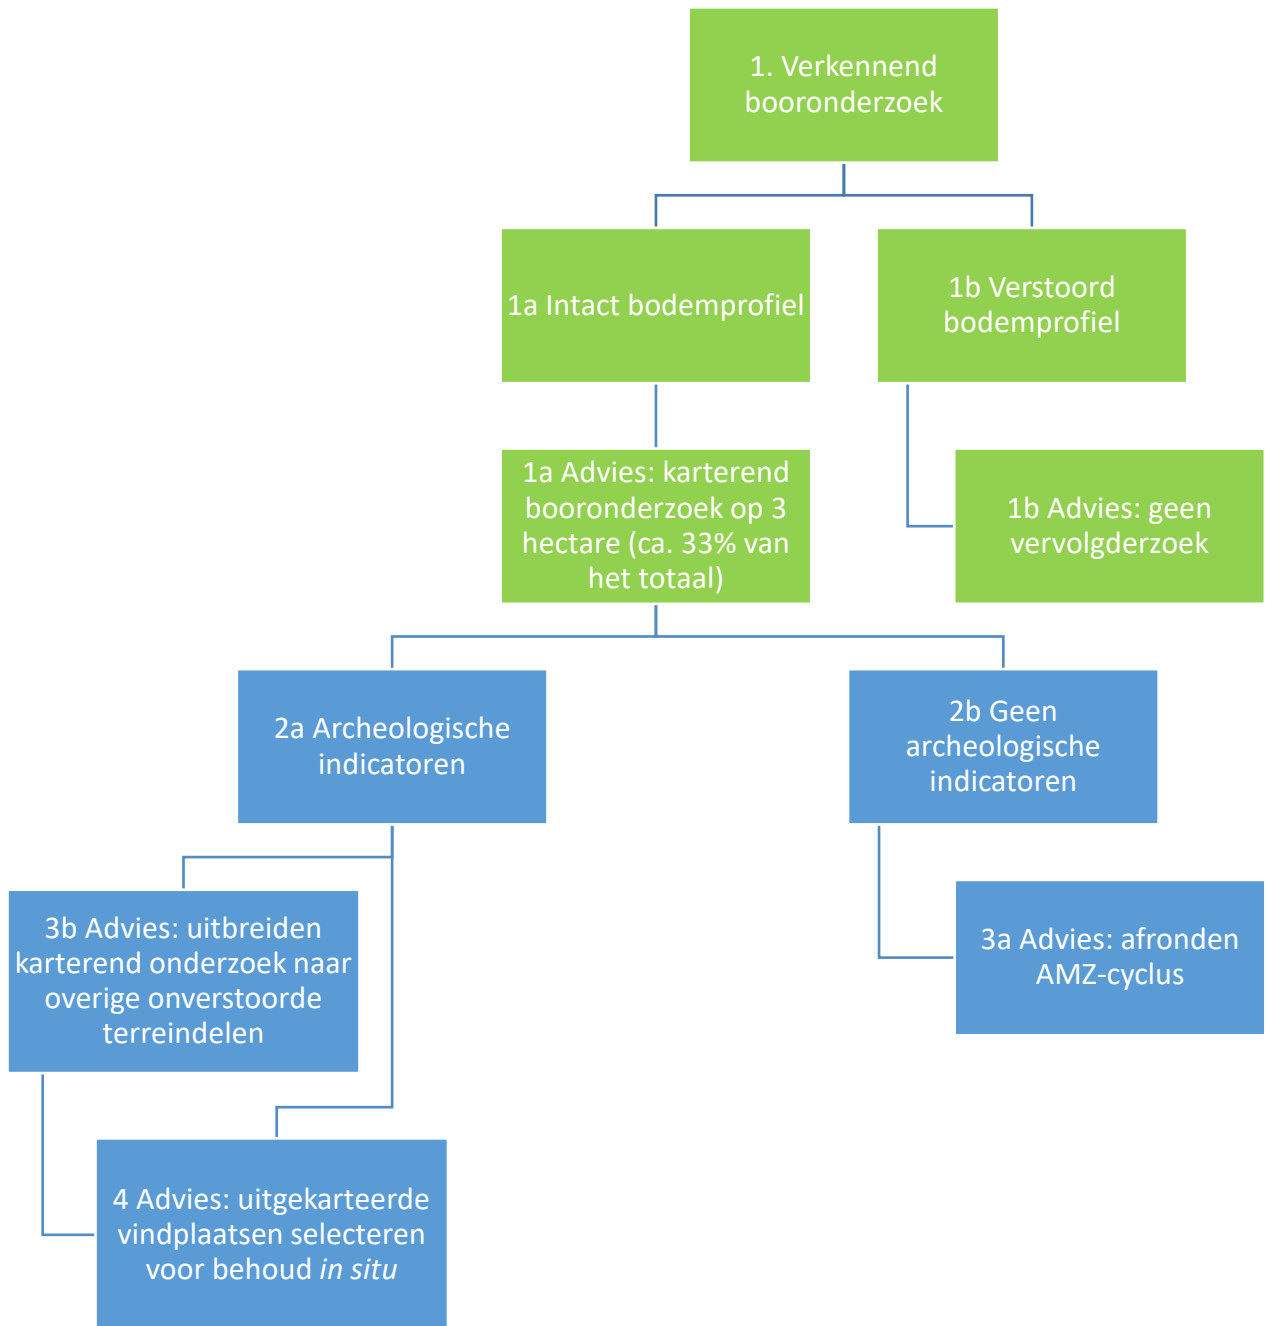 1. Verkennend
booronderzoek
1a Intact bodemprofiel
1b Verstoord
bodemprofiel
1a Advies: karterend
booronderzoek op 3
hectare (ca. 33% van
het totaal)
1b Advies: geen
vervolgderzoek
2a Archeologische
indicatoren
2b Geen
archeologische
indicatoren
3b Advies: uitbreiden
karterend onderzoek naar
overige onverstoorde
terreindelen
3a Advies: afronden
AMZ-cyclus
4 Advies: uitgekarteerde
vindplaatsen selecteren
voor behoud in situ